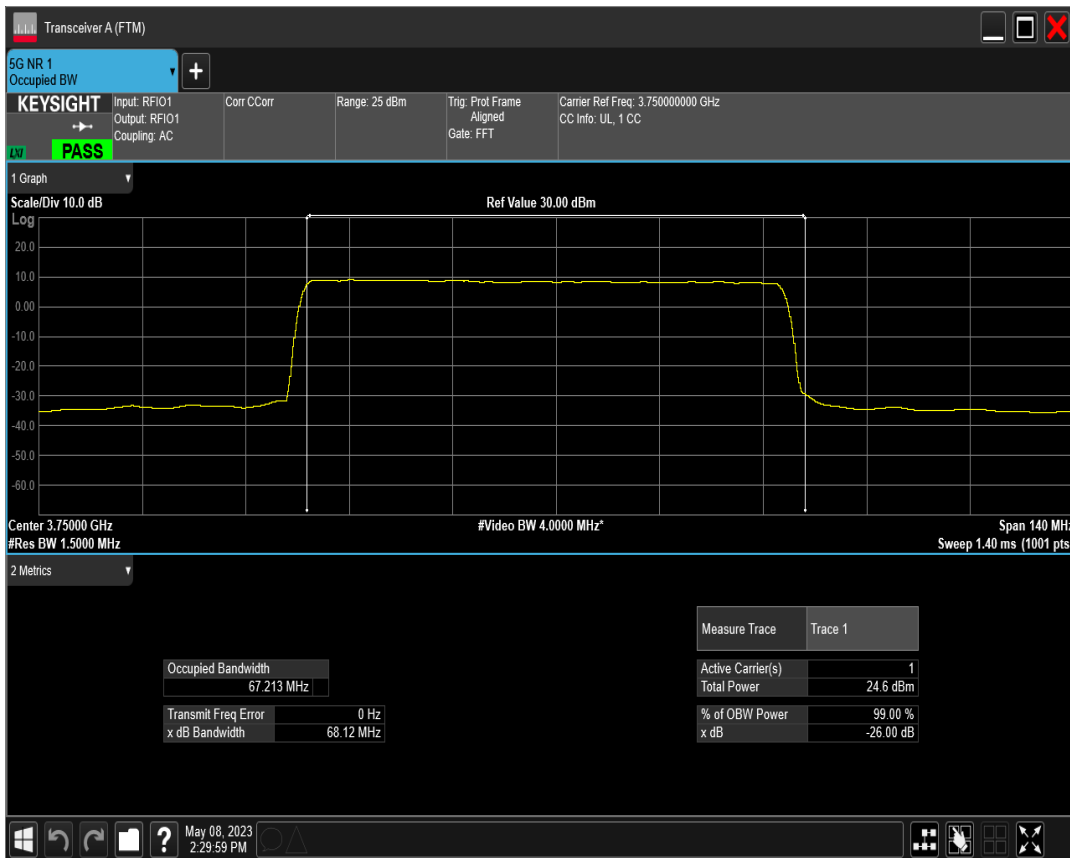 Transceiver A (FTM)
5G NR 1
Occupied BW
+
KEYSIGHT
LXI
PASS
Input: RFIO1
Output: RFIO1
Coupling: AC
Corr CCorr
Range: 25 dBm
Trig: Prot Frame
Aligned
Gate: FFT
Carrier Ref Freq: 3.750000000 GHz
CC Info: UL, 1 CC
1 Graph
Scale/Div 10.0 dB
Ref Value 30.00 dBm
Log
20.0
10.0
0.00
-10.0
-20.0
-30.0
-40.0
-50.0
-60.0
Center 3.75000 GHz
#Video BW 4.0000 MHz*
Span 140 MHz
#Res BW 1.5000 MHz
Sweep 1.40 ms (1001 pts
2 Metrics
Measure Trace Trace 1
Occupied Bandwidth
67.213 MHz
Active Carrier(s) 1
Total Power 24.6 dBm
Transmit Freq Error 0 Hz
x dB Bandwidth 68.12 MHz
% of OBW Power 99.00 %
x dB -26.00 dB
?
May 08, 2023
2:29:59 PM